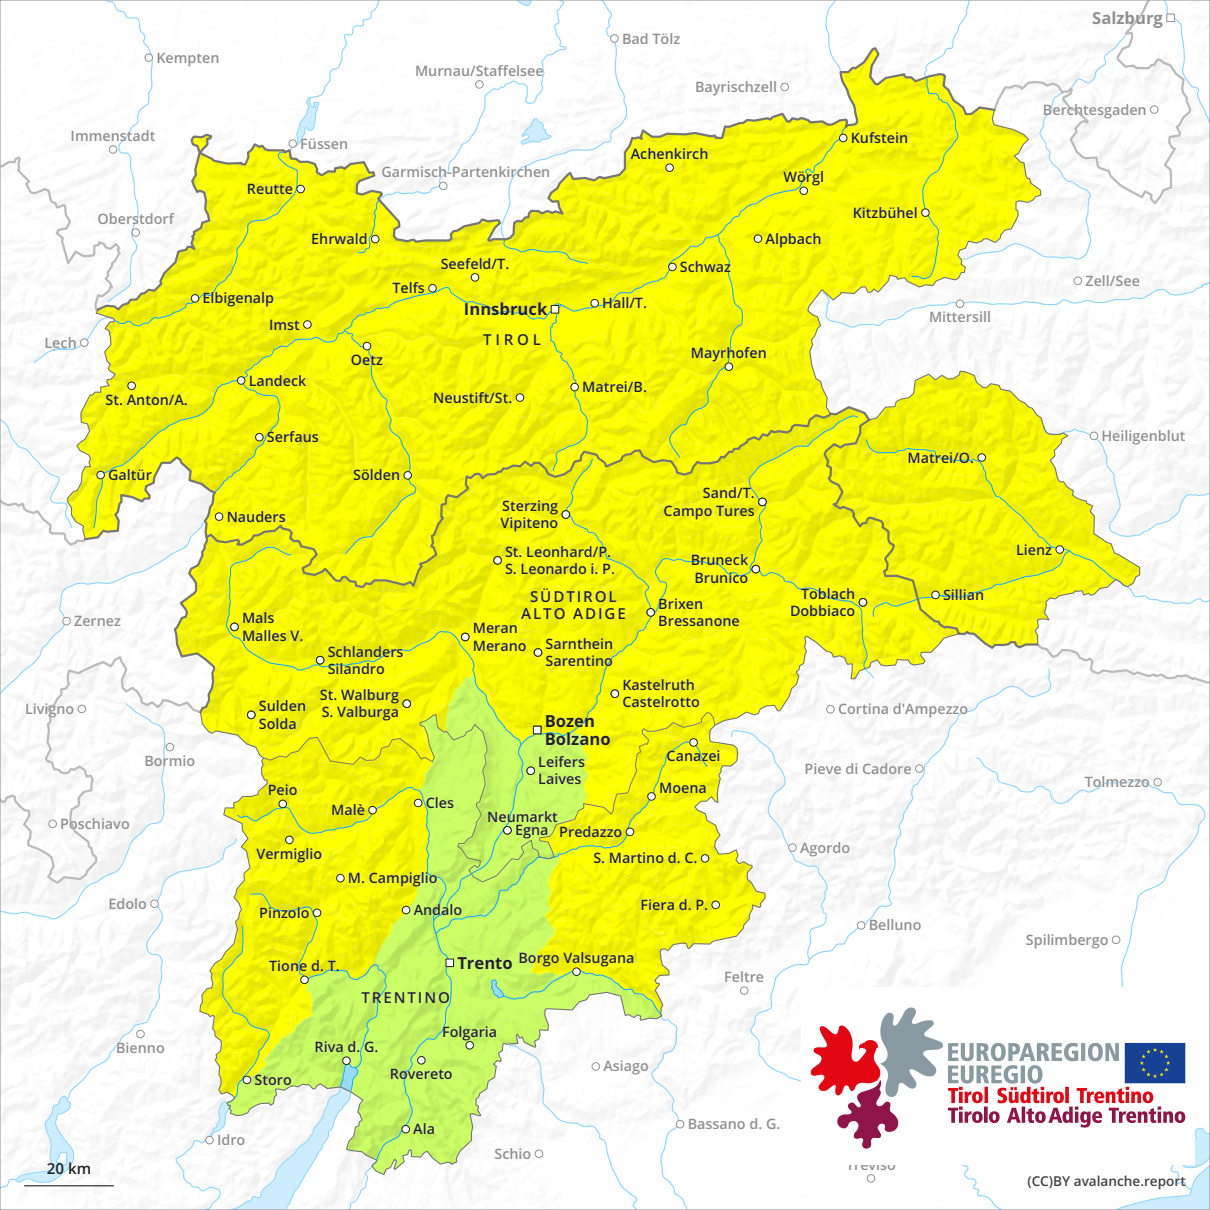 Salzburg
Bad Tölz
Kempten
Murnau/Staffelsee
Bayrischzell
Berchtesgaden
Immenstadt
Füssen
Kufstein
Achenkirch
Garmisch-Partenkirchen
Wörgl
Reutte
Oberstdorf
Kitzbühel
Ehrwald
Alpbach
Seefeld/T.
Schwaz
Zell/See
Telfs
Elbigenalp
Hall/T.
Innsbruck
Mittersill
Imst
TIROL
Lech
Oetz
Mayrhofen
Landeck
Matrei/B.
St. Anton/A.
Neustift/St.
Serfaus
Heiligenblut
Matrei/O.
Galtür
Sölden
Sand/T.
Campo Tures
Sterzing
Vipiteno
Nauders
Lienz
St. Leonhard/P.
S. Leonardo i. P.
Bruneck
Brunico
SÜDTIROL
ALTO ADIGE
Toblach
Dobbiaco
Sillian
Brixen
Bressanone
Zernez
Mals
Malles V.
Meran
Merano
Sarnthein
Sarentino
Schlanders
Silandro
Kastelruth
Castelrotto
St. Walburg
S. Valburga
Livigno
Sulden
Solda
Cortina d'Ampezzo
Bozen
Bolzano
Bormio
Canazei
Leifers
Laives
Pieve di Cadore
Tolmezzo
Peio
Moena
Cles
Malè
Neumarkt
Egna
Poschiavo
Predazzo
Vermiglio
Agordo
S. Martino d. C.
M. Campiglio
Edolo
Fiera d. P.
Pinzolo
Andalo
Belluno
Spilimbergo
Borgo Valsugana
Trento
Tione d. T.
Feltre
TRENTINO
Folgaria
Bienno
Riva d. G.
Asiago
Rovereto
Storo
EUROPAREGION
EUREGIO
Tirol Südtirol Trentino
Tirolo Alto Adige Trentino
Bassano d. G.
Ala
Idro
Schio
Treviso
20 km
(CC)BY avalanche.report